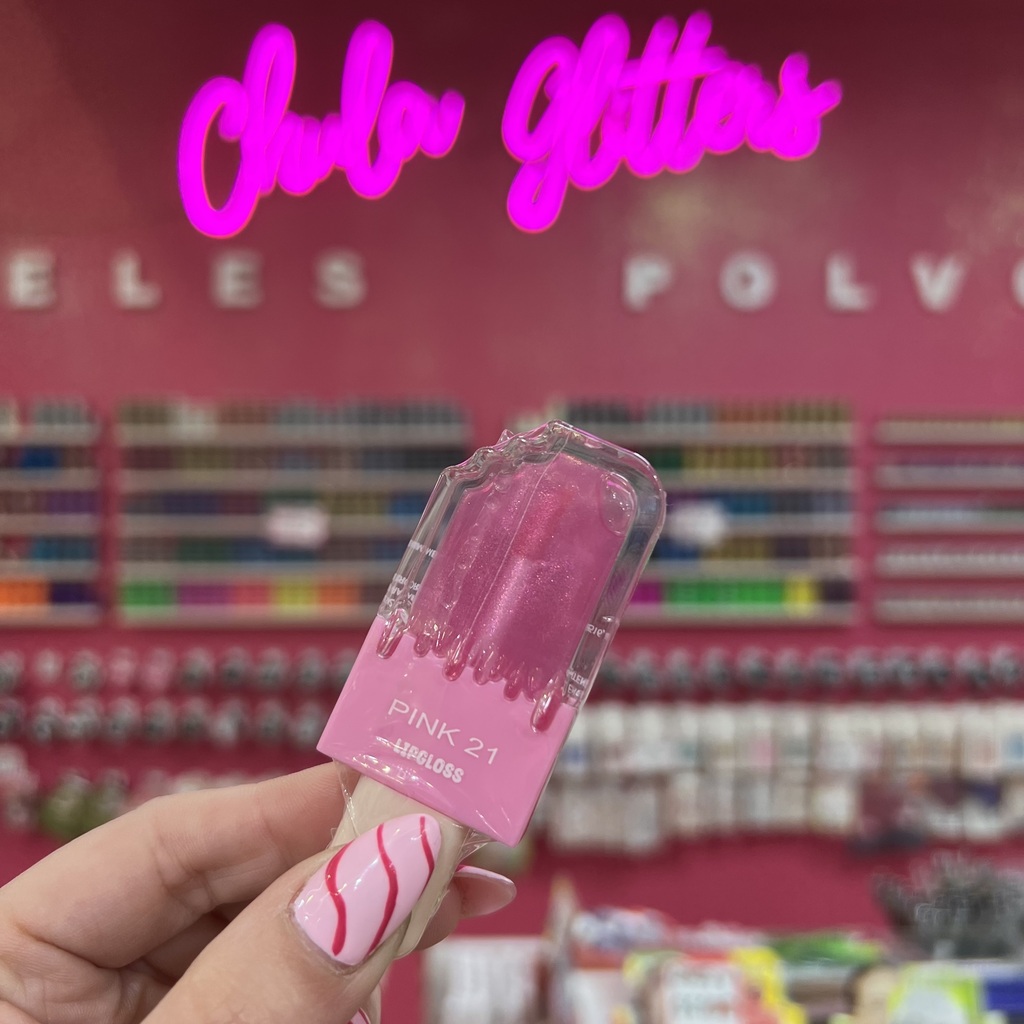 Chula Glitters
ELES POLVO
PINK 21
LIPGLOSS